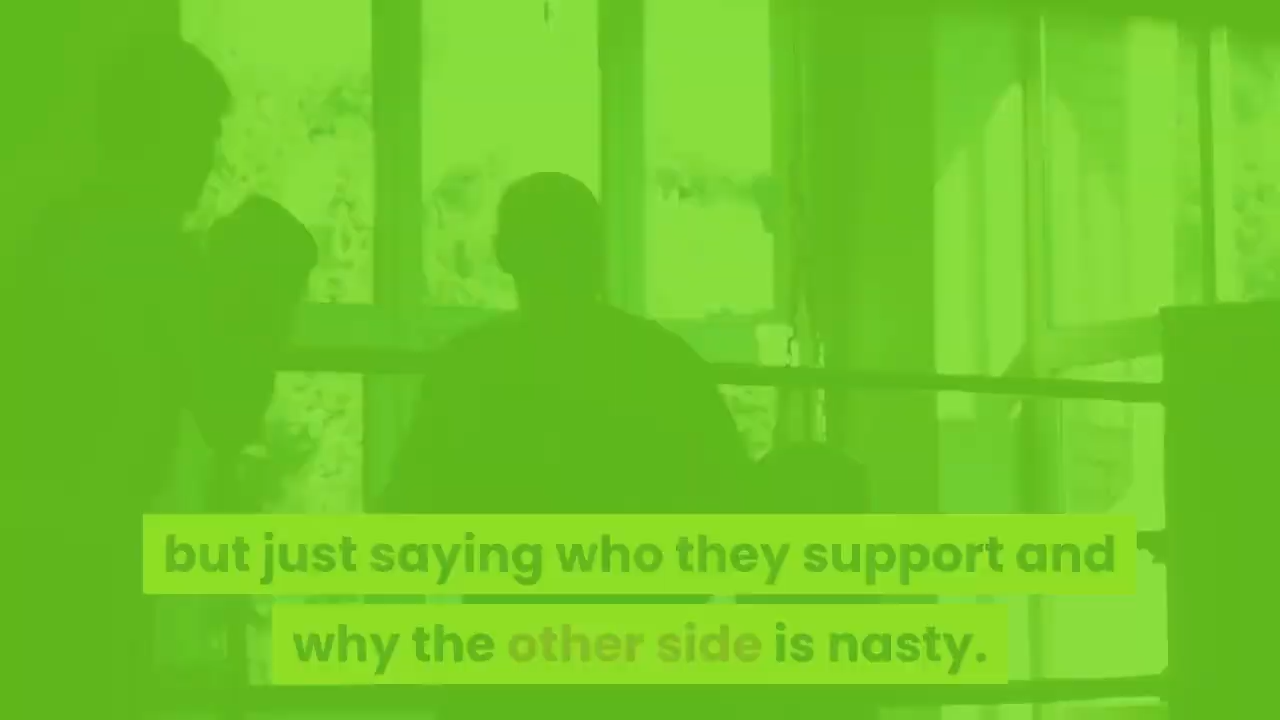 but just saying who they support and
why the other side is nasty.